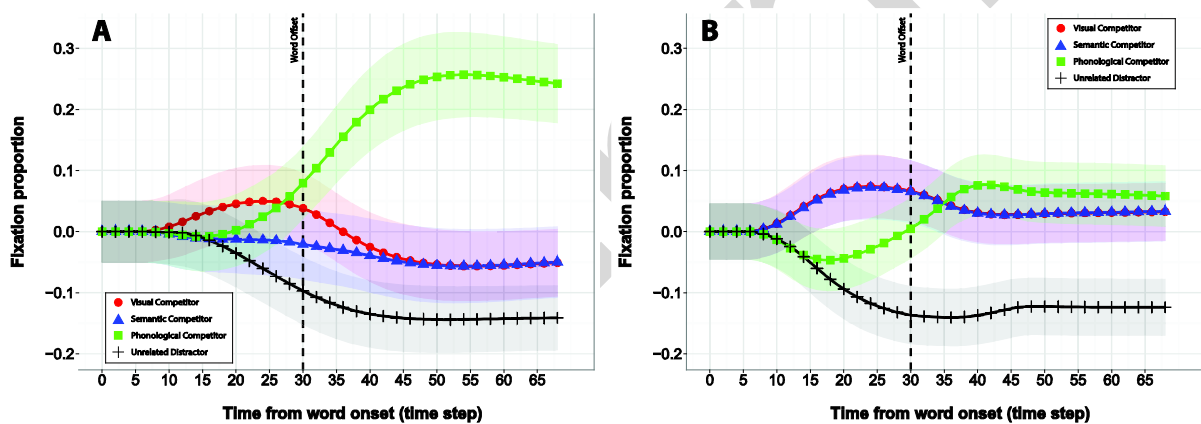 A
Fixation proportion
0.3
0.2
0.1
0.0
−0.1
−0.2
Word Offset
Visual Competitor
Semantic Competitor
Phonological Competitor
Unrelated Distractor
0 5 10 15 20 25 30 35 40 45 50 55 60 65
Time from word onset (time step)
B
Fixation proportion
0.3
0.2
0.1
0.0
−0.1
−0.2
Word Offset
Visual Competitor
Semantic Competitor
Phonological Competitor
Unrelated Distractor
0 5 10 15 20 25 30 35 40 45 50 55 60 65
Time from word onset (time step)